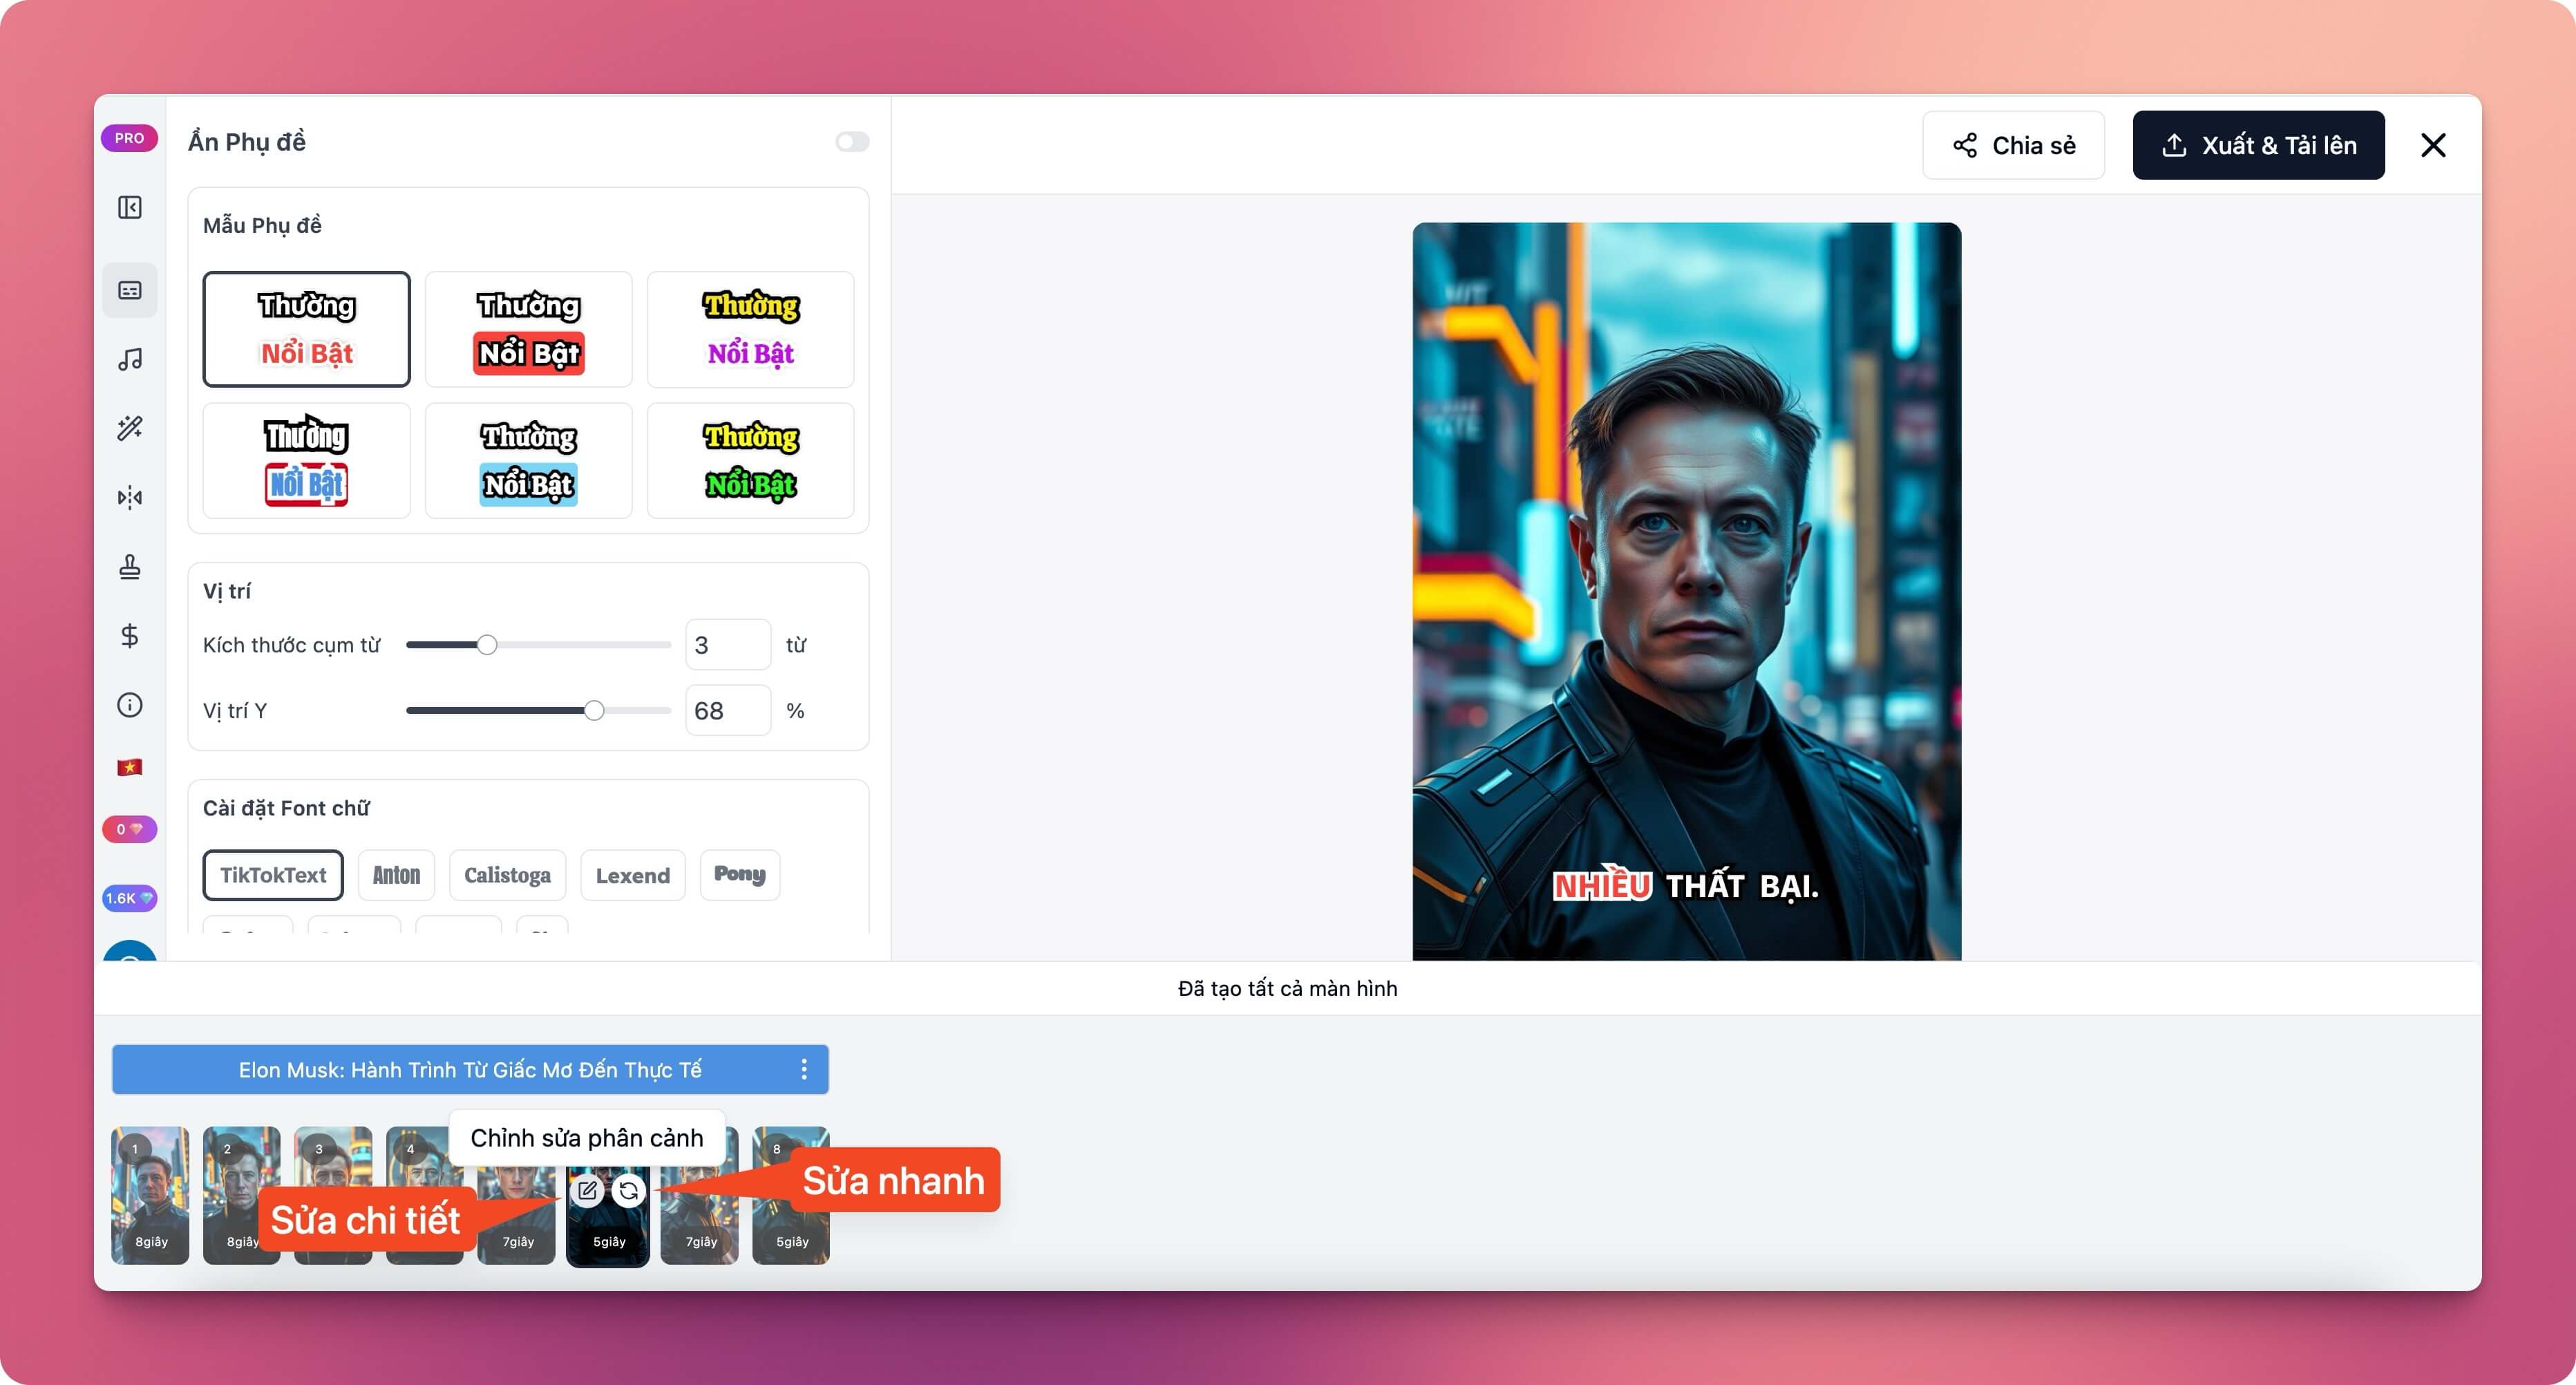 PRO
Ẩn Phụ đề
Chia sẻ
Xuất & Tải lên
Mẫu Phụ đề
Thường
Nổi Bật
Thường
Nổi Bật
Thường
Nổi Bật
Thường
Nổi Bật
Thường
Nổi Bật
Thường
Nổi Bật
Vị trí
Kích thước cụm từ
3
từ
Vị trí Y
68
%
Cài đặt Font chữ
TikTokText
Anton
Calistoga
Lexend
Pony
0
1.6K
NHIỀU THẤT BẠI.
Đã tạo tất cả màn hình
Elon Musk: Hành Trình Từ Giấc Mơ Đến Thực Tế
Chỉnh sửa phân cảnh
1
2
3
4
8
Sửa nhanh
Sửa chi tiết
8giây
8giây
7giây
5giây
7giây
5giây